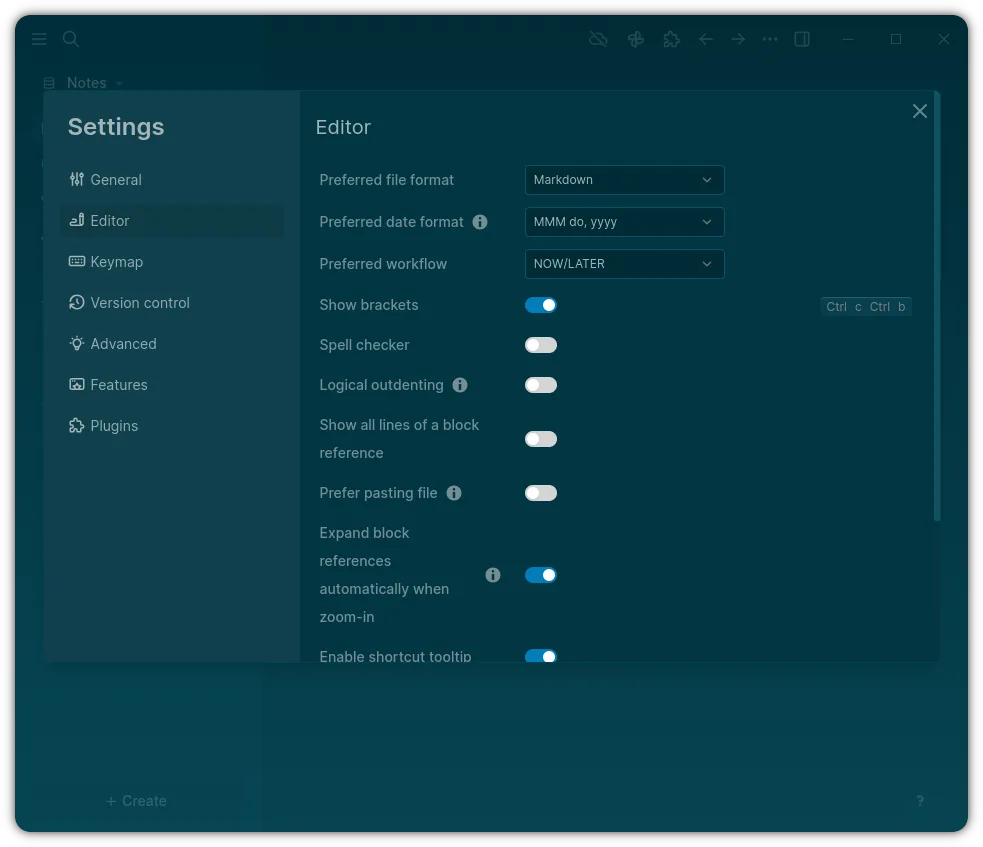 Notes
Settings
Editor
General
Editor
Keymap
Version control
Advanced
Features
Plugins
Preferred file format
Markdown
Preferred date format
MMM do, yyyy
Preferred workflow
NOW/LATER
Show brackets
Ctrl c Ctrl b
Spell checker
Logical outdenting
Show all lines of a block
reference
Prefer pasting file
Expand block
references
automatically when
zoom-in
Enable shortcut tooltip
+ Create
?